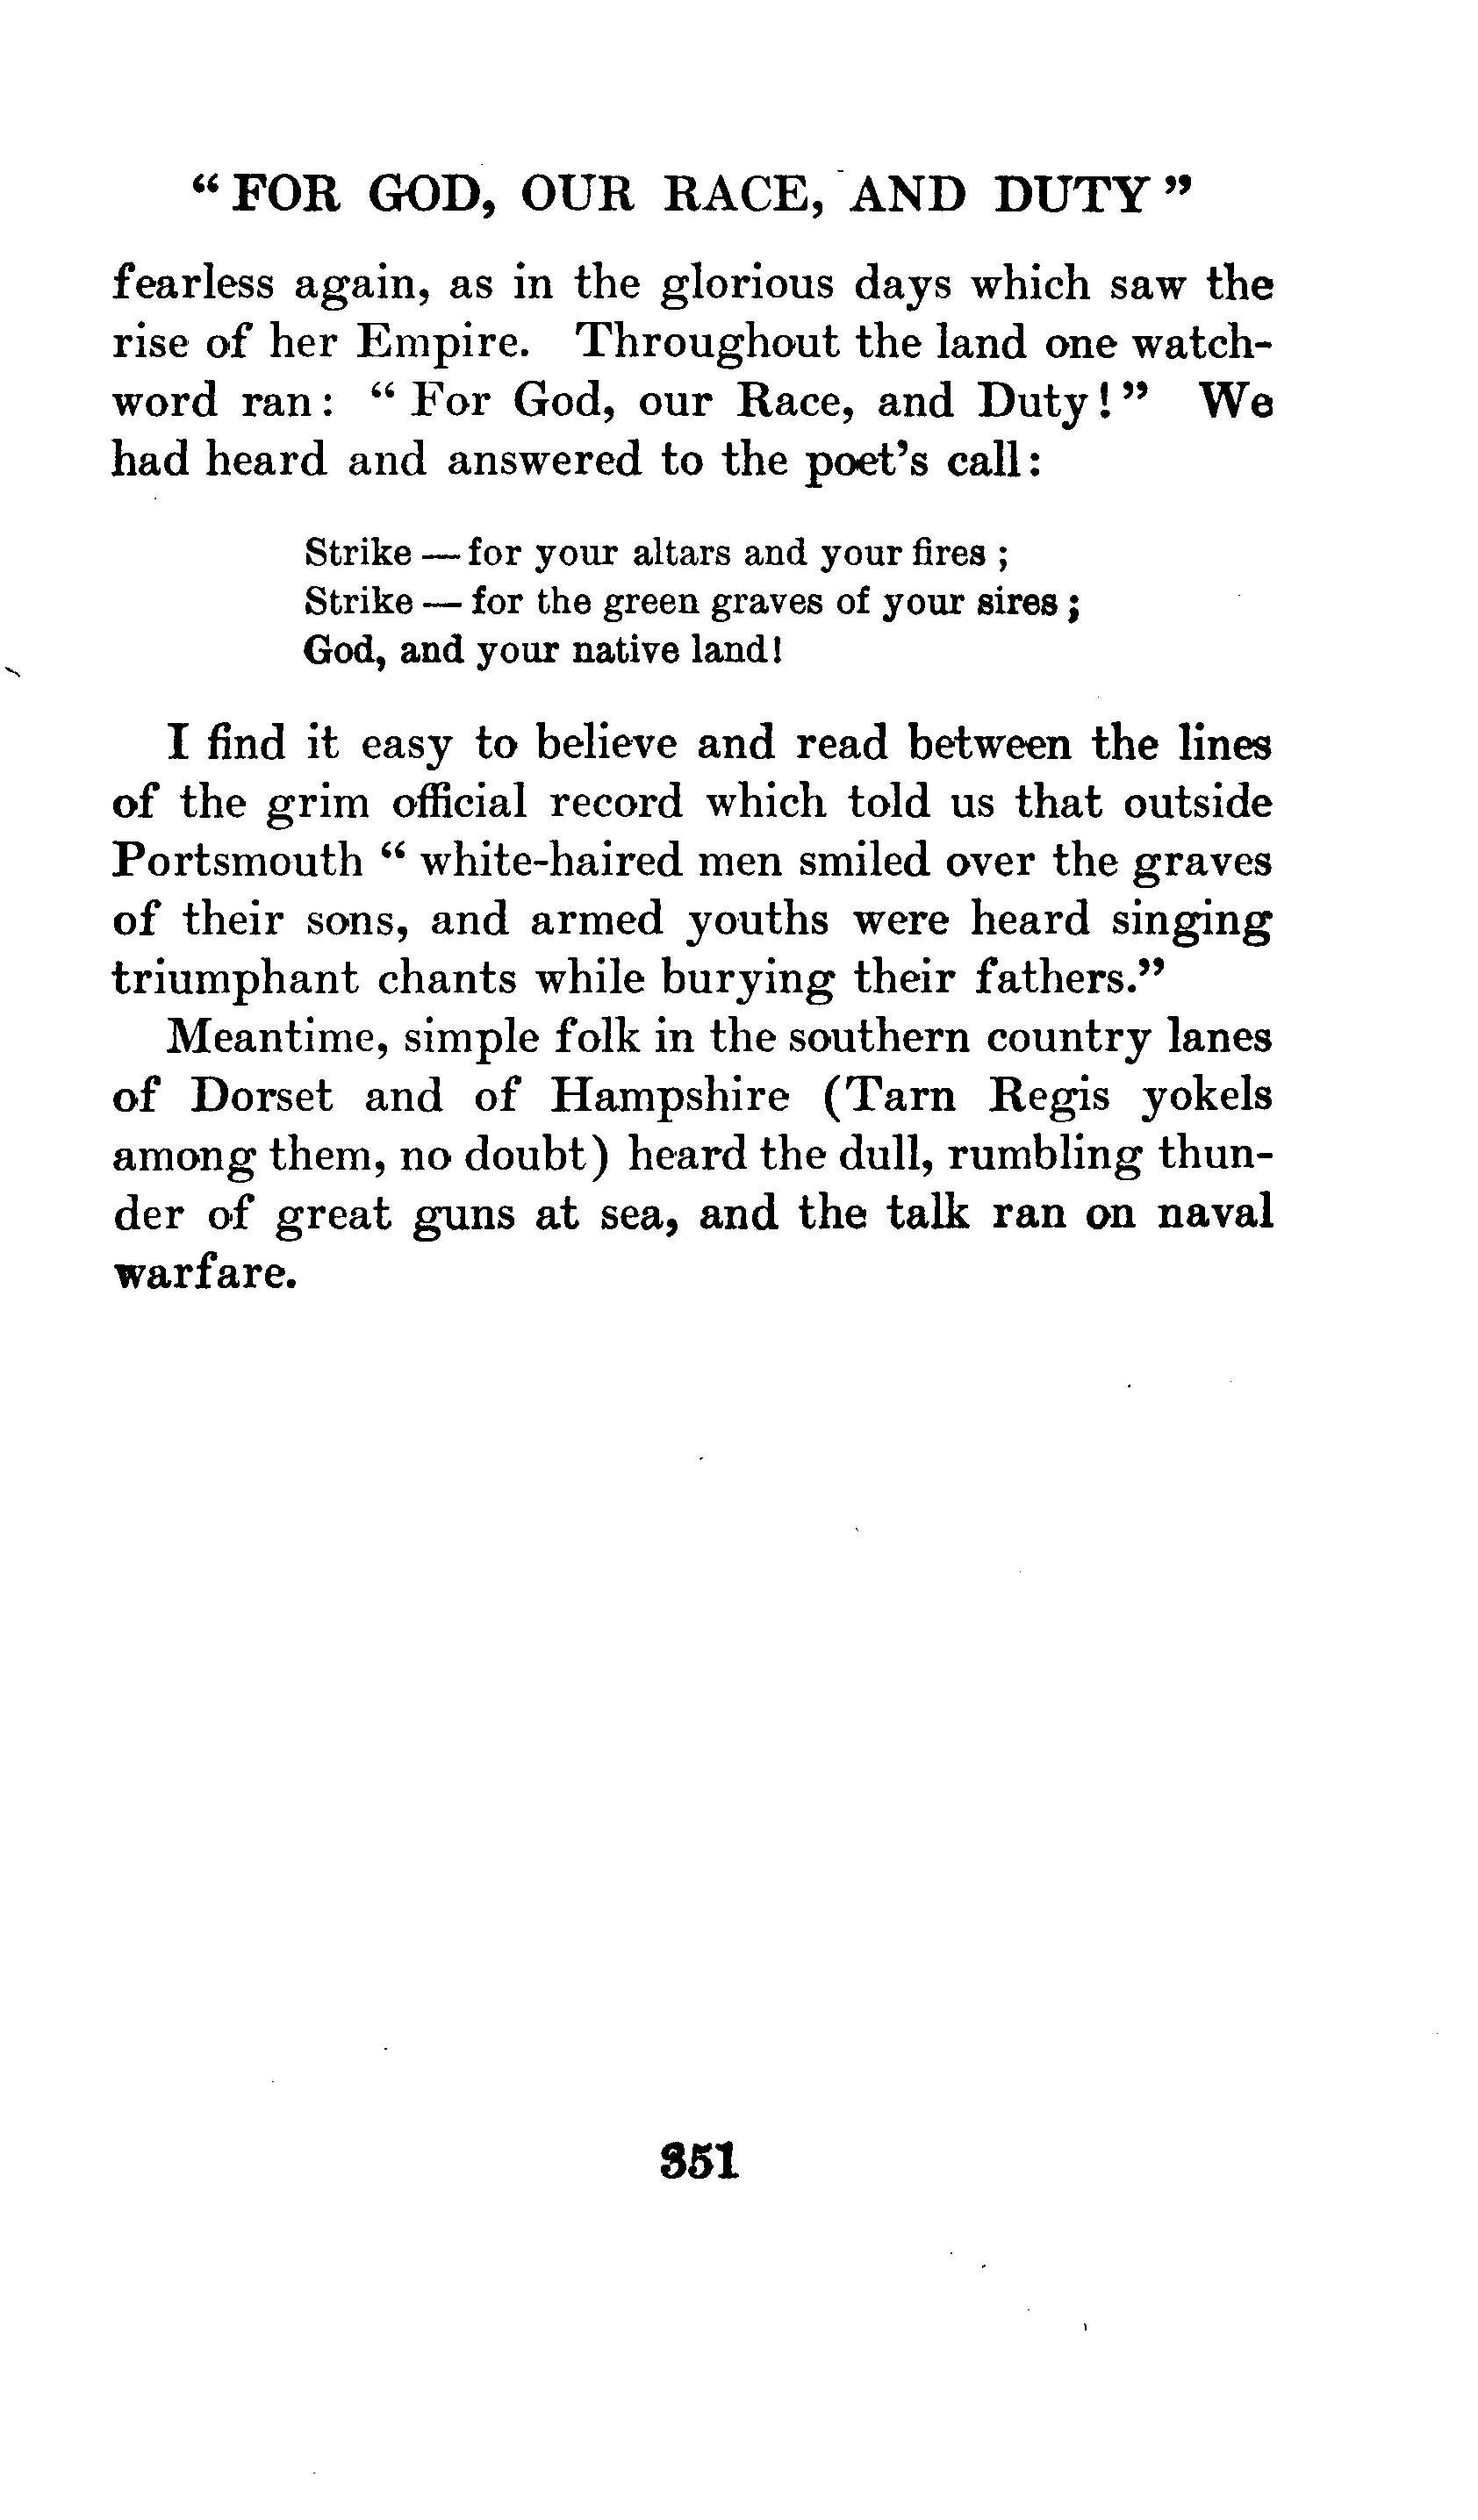 “ FOR GOD, OUR RACE, AND DUTY ”
fearless again, as in the glorious days which saw the
rise of her Empire. Throughout the land one watch-
word ran: “ For God, our Race, and Duty! ” We
had heard and answered to the poet’s call:
Strike — for your altars and your fires ;
Strike — for the green graves of your sires ;
God, and your native land!
I find it easy to believe and read between the lines
of the grim official record which told us that outside
Portsmouth “ white-haired men smiled over the graves
of their sons, and armed youths were heard singing
triumphant chants while burying their fathers.”
Meantime, simple folk in the southern country lanes
of Dorset and of Hampshire (Tarn Regis yokels
among them, no doubt) heard the dull, rumbling thun-
der of great guns at sea, and the talk ran on naval
warfare.
351